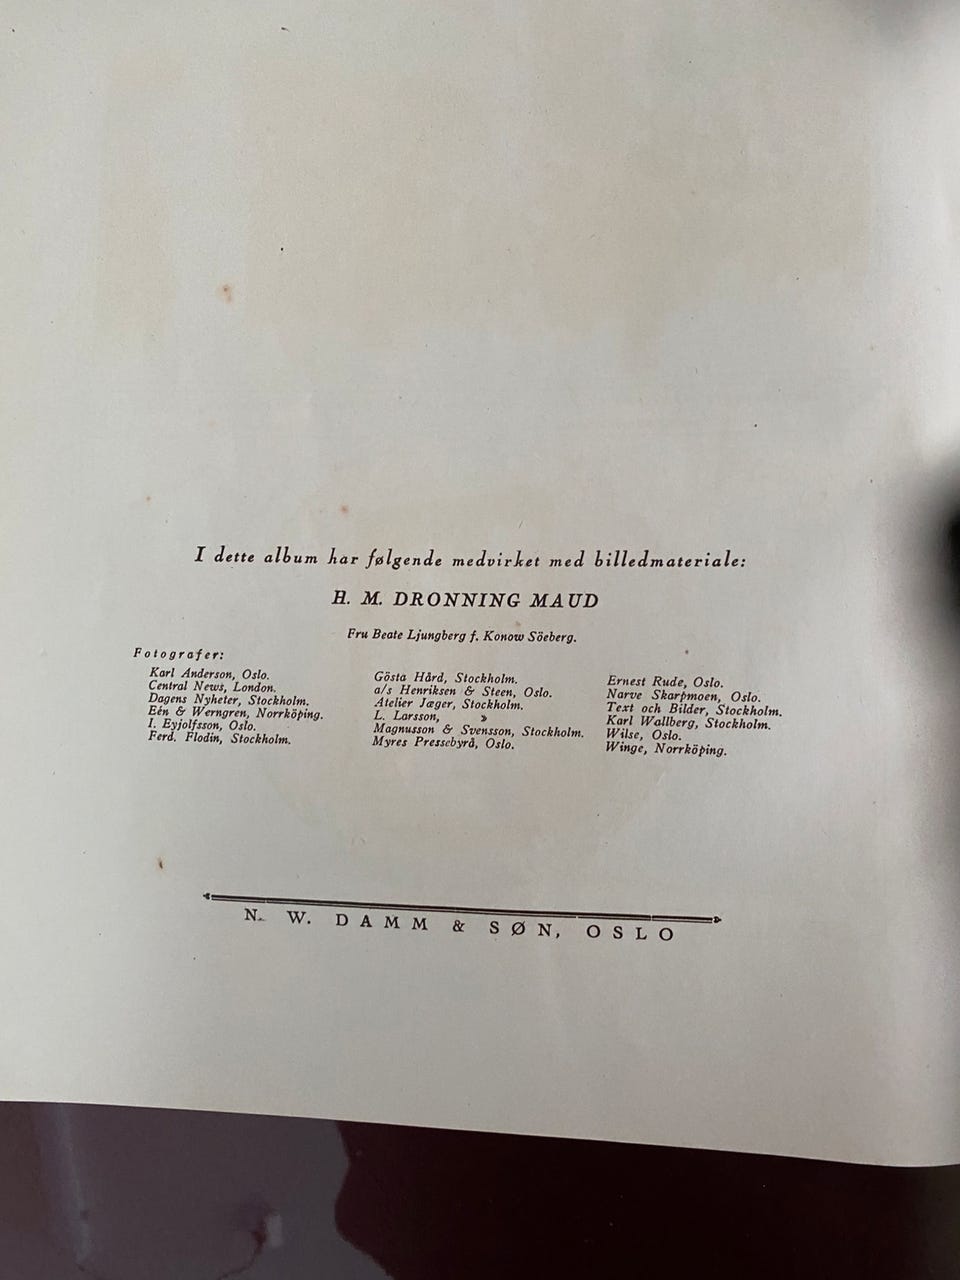 I dette album har følgende medvirket med billedmateriale:
H. M. DRONNING MAUD
Fru Beate Ljungberg f. Konow Söeberg.
Fotografer:
Karl Anderson, Oslo.
Central News, London.
Dagens Nyheter, Stockholm.
Eén & Werngren, Norrköping.
I. Eyjolfsson, Oslo.
Ferd. Flodin, Stockholm.
Gösta Hård, Stockholm.
a/s Henriksen & Steen, Oslo.
Atelier Jæger, Stockholm.
L. Larsson, »
Magnusson & Svensson, Stockholm.
Myres Pressebyrå, Oslo.
Ernest Rude, Oslo.
Narve Skarpmoen, Oslo.
Text och Bilder, Stockholm.
Karl Wallberg, Stockholm.
Wilse, Oslo.
Winge, Norrköping.
N. W. DAMM & SØN, OSLO